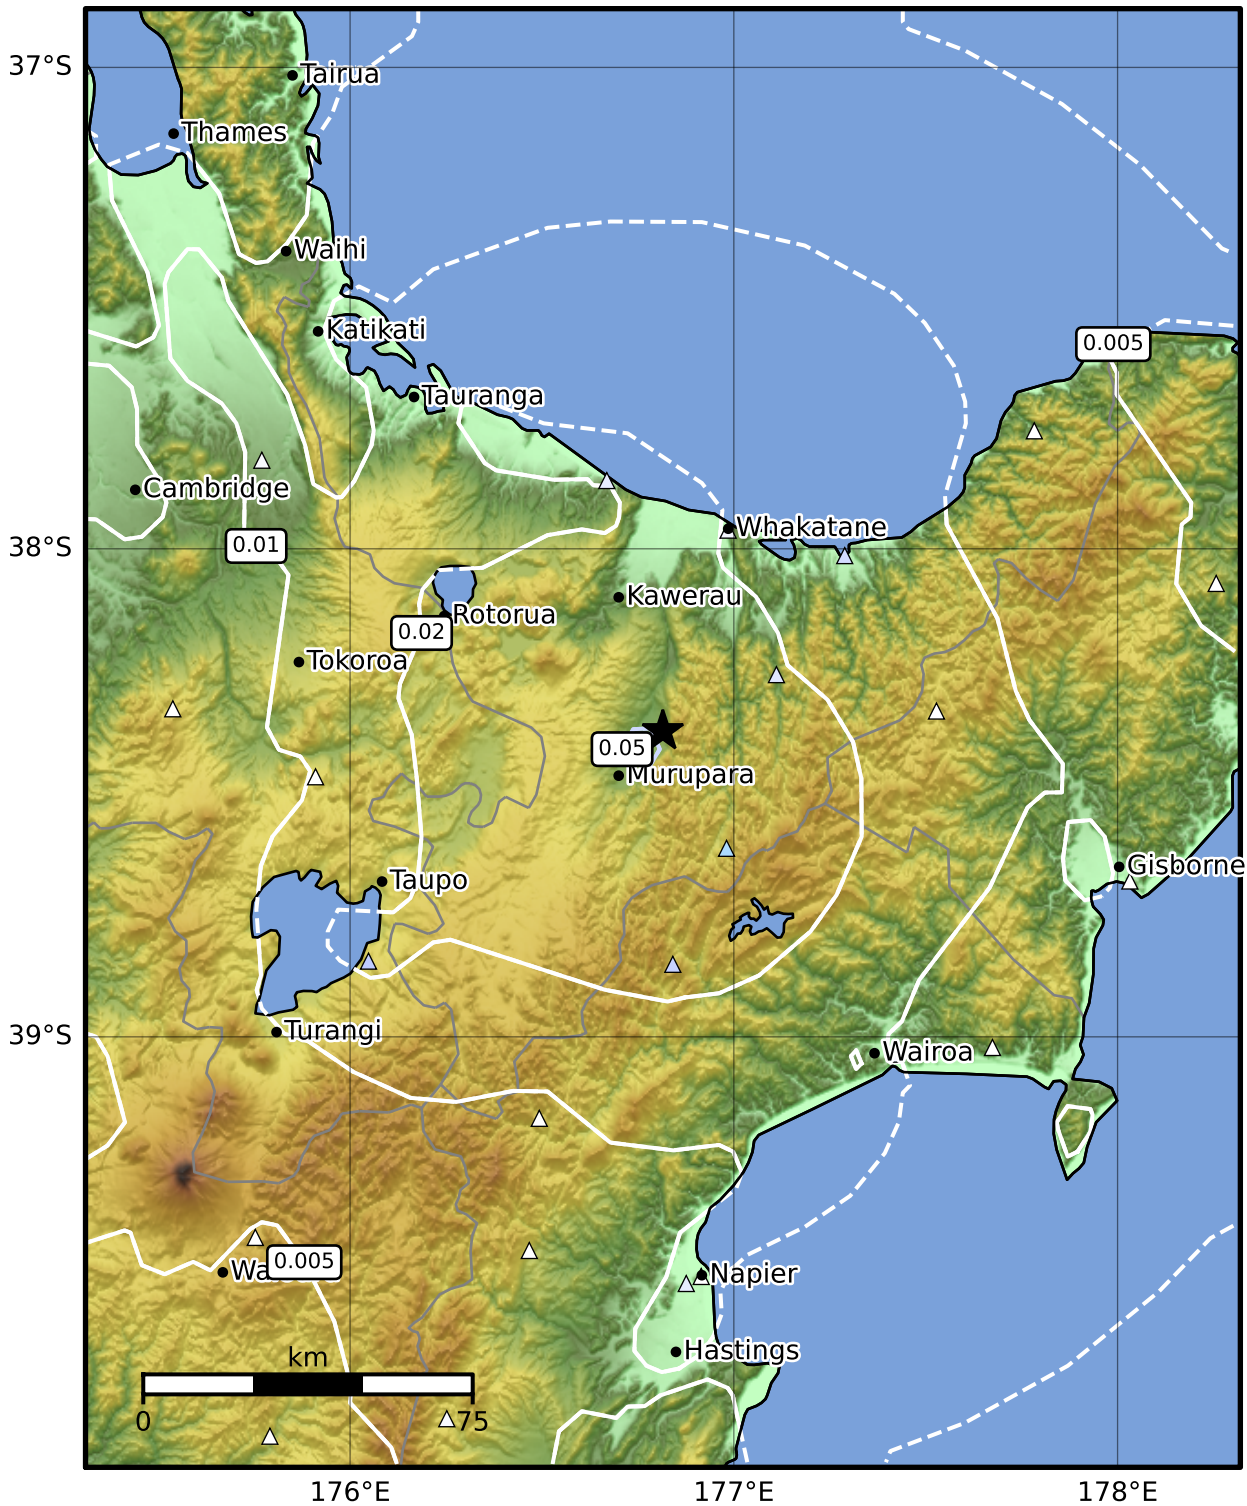 37°S
Tairua
Thames
Waihi
Katikati
0.005
Tauranga
Cambridge
Whakatane
38°S
0.01
Kawerau
Rotorua
0.02
Tokoroa
0.05
Murupara
Gisborne
Taupo
39°S
Turangi
Wairoa
0.005
Napier
Hastings
km
0
75
176°E
177°E
178°E